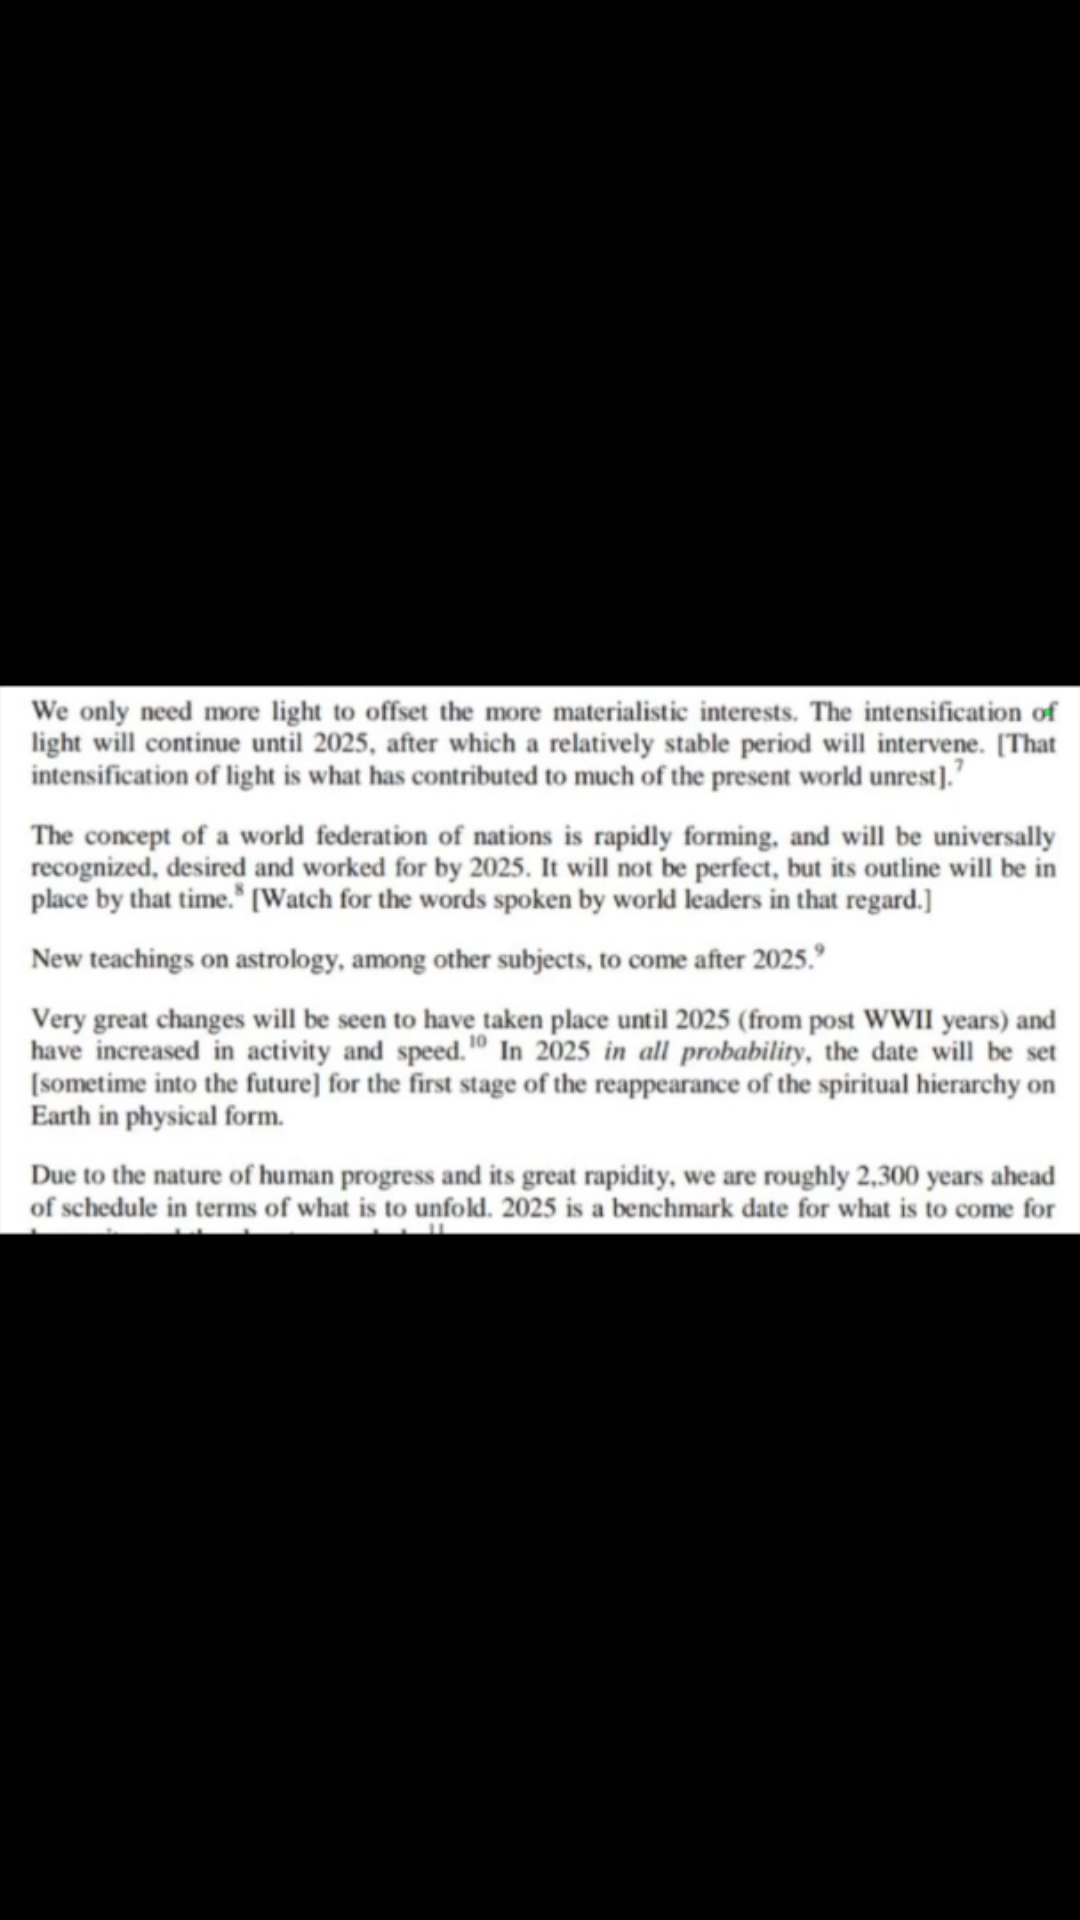 We only need more light to offset the more materialistic interests. The intensification of
light will continue until 2025, after which a relatively stable period will intervene. [That
intensification of light is what has contributed to much of the present world unrest].7
The concept of a world federation of nations is rapidly forming, and will be universally
recognized, desired and worked for by 2025. It will not be perfect, but its outline will be in
place by that time.8 [Watch for the words spoken by world leaders in that regard.]
New teachings on astrology, among other subjects, to come after 2025.9
Very great changes will be seen to have taken place until 2025 (from post WWII years) and
have increased in activity and speed.10 In 2025 in all probability, the date will be set
[sometime into the future] for the first stage of the reappearance of the spiritual hierarchy on
Earth in physical form.
Due to the nature of human progress and its great rapidity, we are roughly 2,300 years ahead
of schedule in terms of what is to unfold. 2025 is a benchmark date for what is to come for